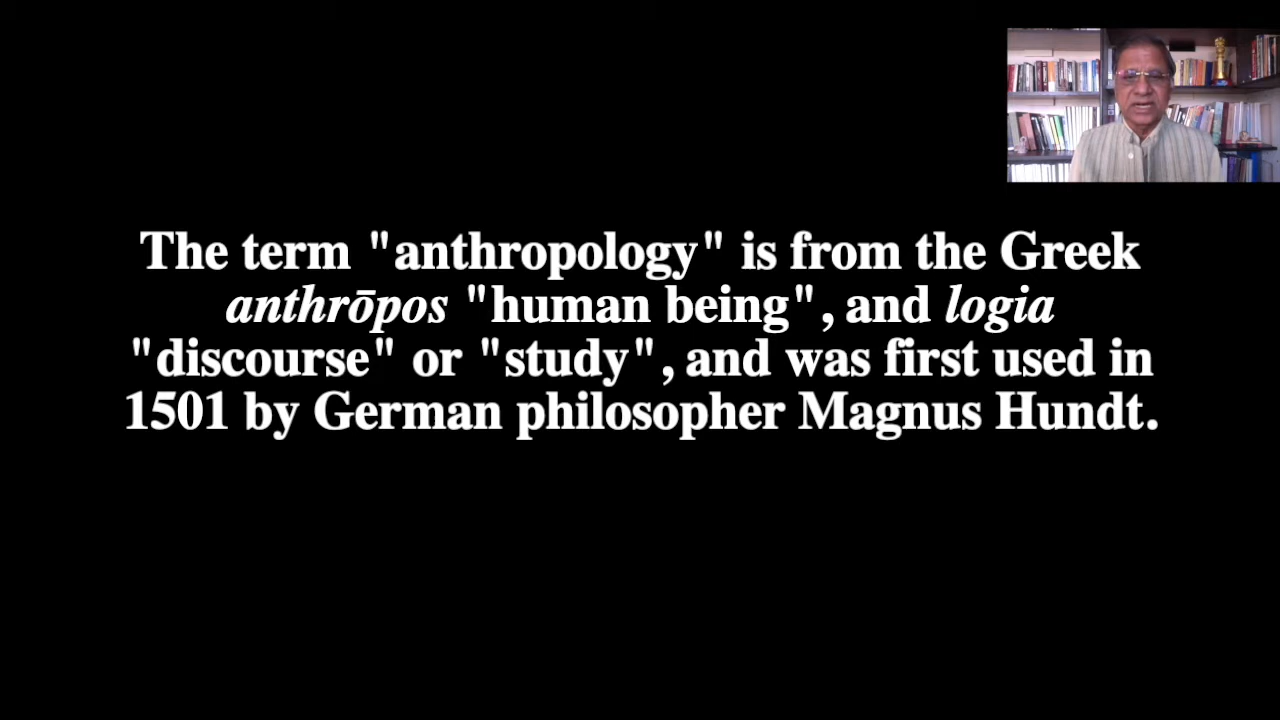 The term "anthropology" is from the Greek
anthrōpos "human being", and logia
"discourse" or "study", and was first used in
1501 by German philosopher Magnus Hundt.